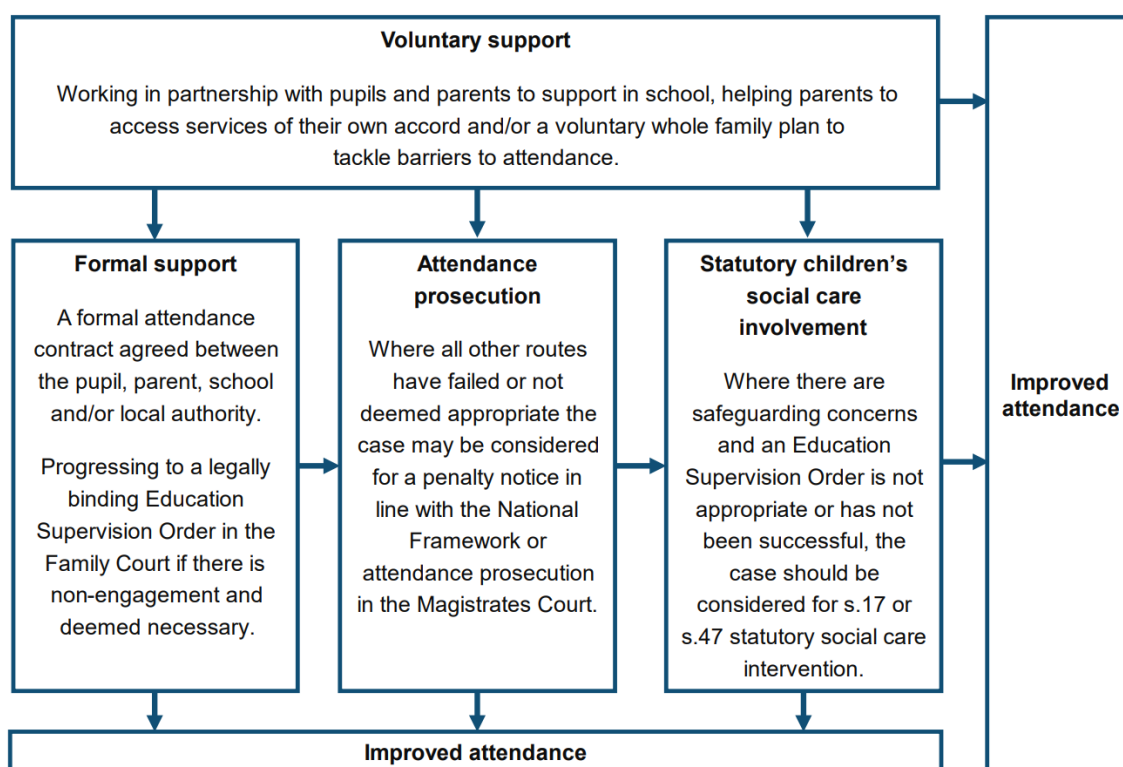 Voluntary support
Working in partnership with pupils and parents to support in school, helping parents to
access services of their own accord and/or a voluntary whole family plan to
tackle barriers to attendance.
Formal support
A formal attendance
contract agreed between
the pupil, parent, school
and/or local authority.
Progressing to a legally
binding Education
Supervision Order in the
Family Court if there is
non-engagement and
deemed necessary.
Attendance
prosecution
Where all other routes
have failed or not
deemed appropriate the
case may be considered
for a penalty notice in
line with the National
Framework or
attendance prosecution
in the Magistrates Court.
Statutory children’s
social care
involvement
Where there are
safeguarding concerns
and an Education
Supervision Order is not
appropriate or has not
been successful, the
case should be
considered for s.17 or
s.47 statutory social care
intervention.
Improved
attendance
Improved attendance